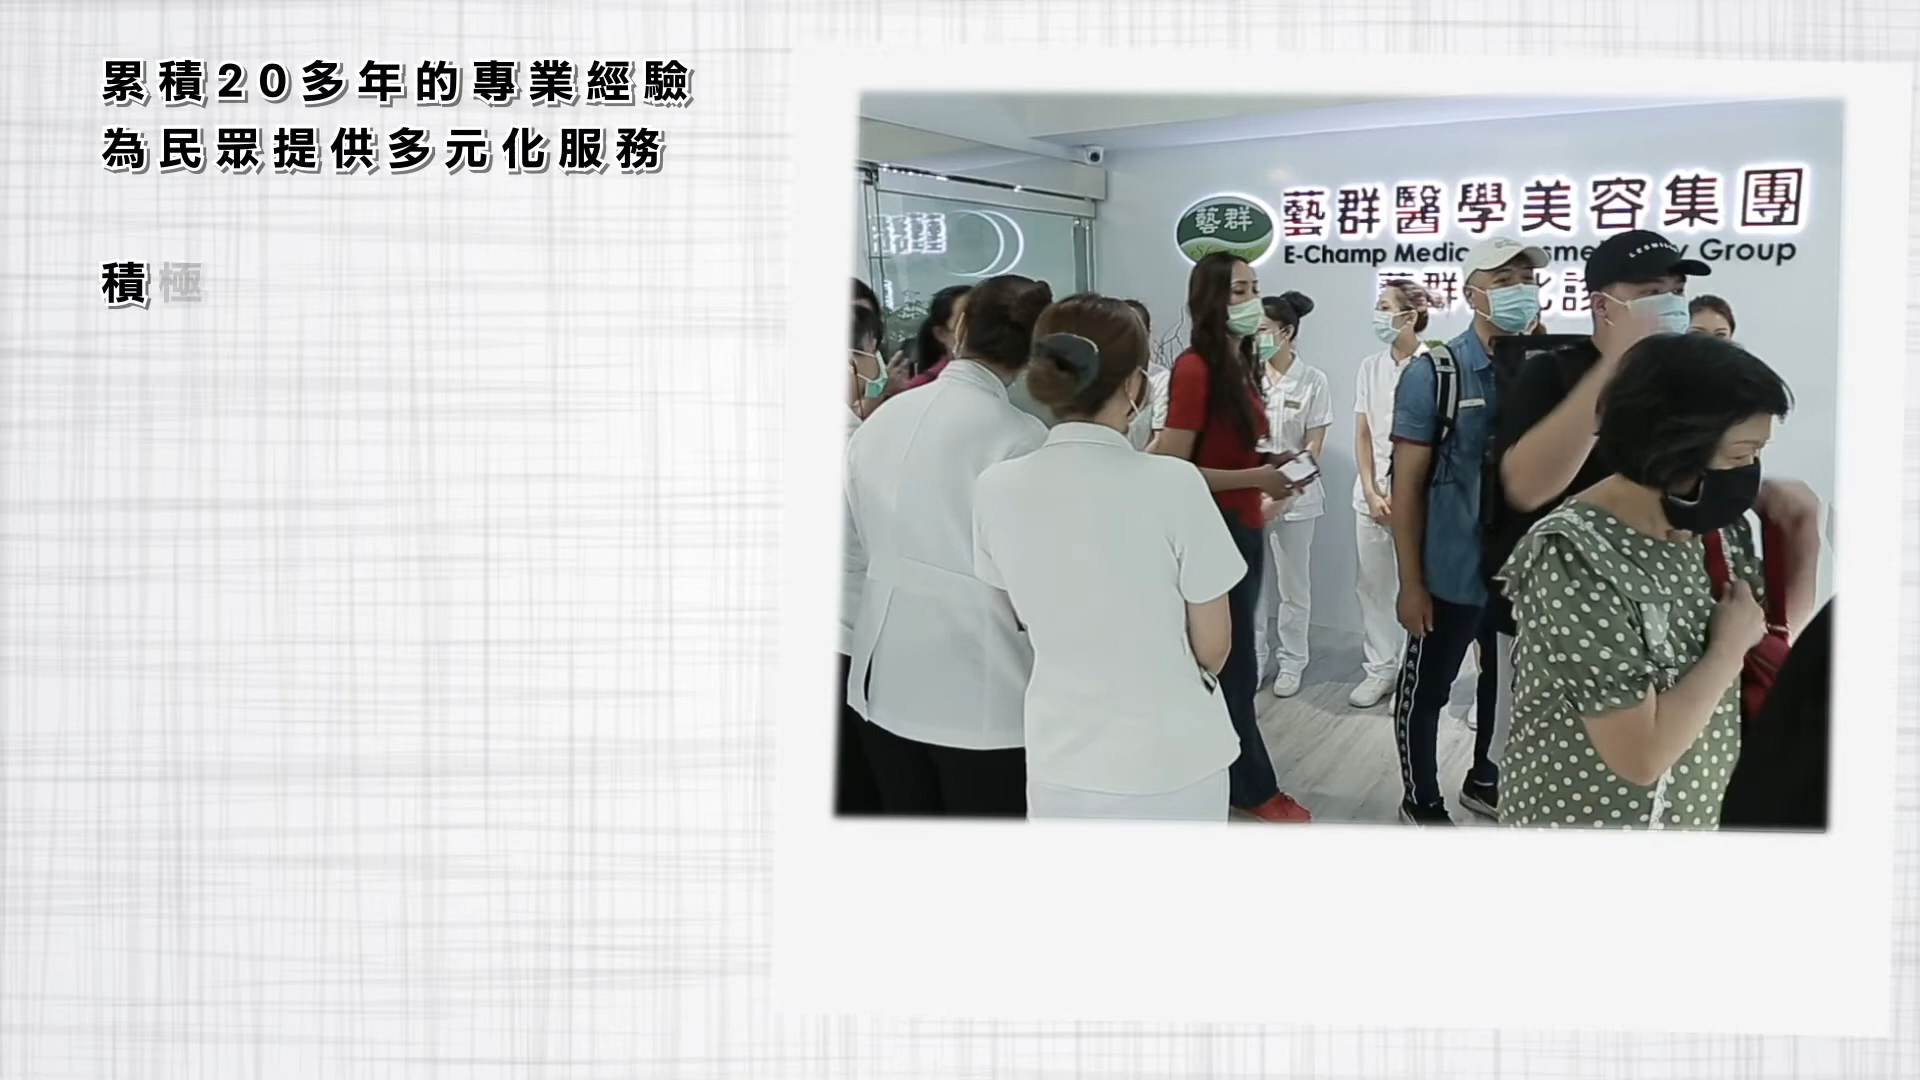 累積20多年的專業經驗
為民眾提供多元化服務
積極
藝群醫學美容集團
藝群
E-Champ Medic
Group